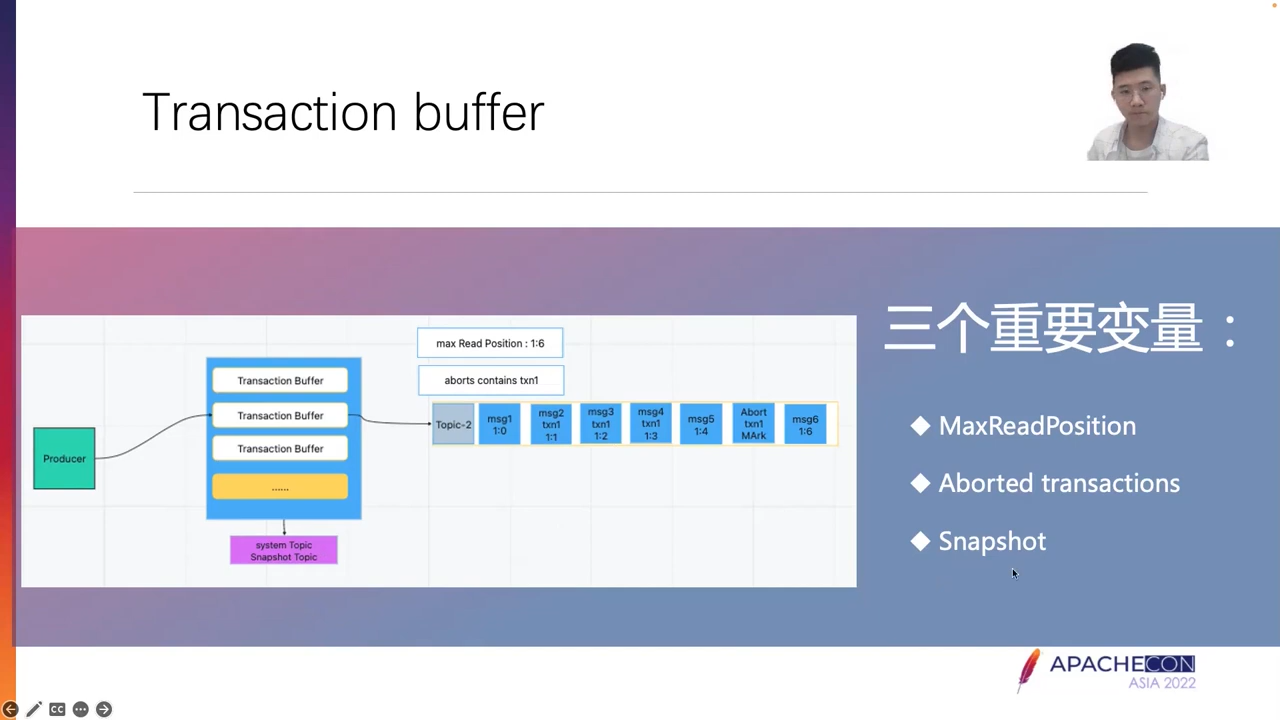 Transaction buffer
三个重要变量：
MaxReadPosition
Aborted transactions
Snapshot
max Read Position : 1:6
aborts contains txn1
Producer
Transaction Buffer
Transaction Buffer
Transaction Buffer
......
system Topic
Snapshot Topic
Topic-2
msg1
1:0
msg2
txn1
1:1
msg3
txn1
1:2
msg4
txn1
1:3
msg5
1:4
Abort
txn1
MArk
msg6
1:6
APACHECON
ASIA 2022
CC